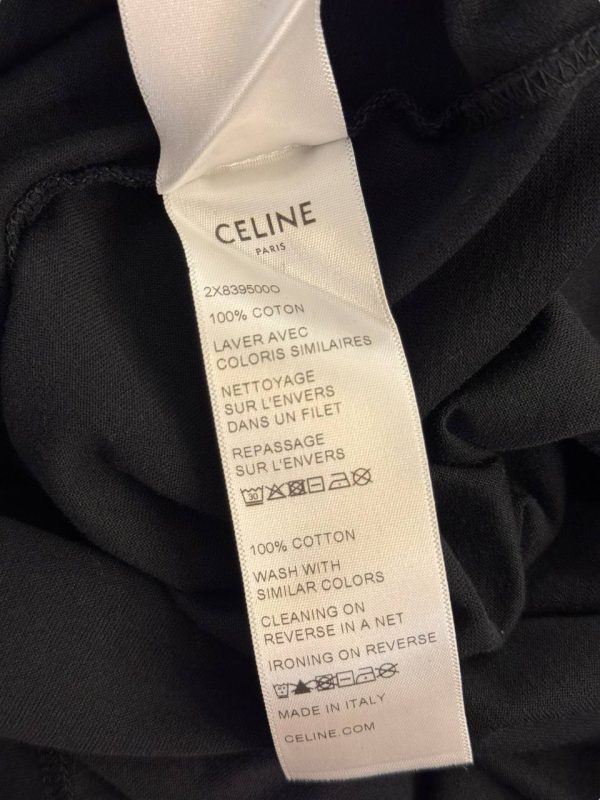 CELINE
PARIS
2X839500O
100% COTON
LAVER AVEC
COLORIS SIMILAIRES
NETTOYAGE
SUR L'ENVERS
DANS UN FILET
REPASSAGE
SUR L'ENVERS
30
100% COTTON
WASH WITH
SIMILAR COLORS
CLEANING ON
REVERSE IN A NET
IRONING ON REVERSE
MADE IN ITALY
CELINE.COM